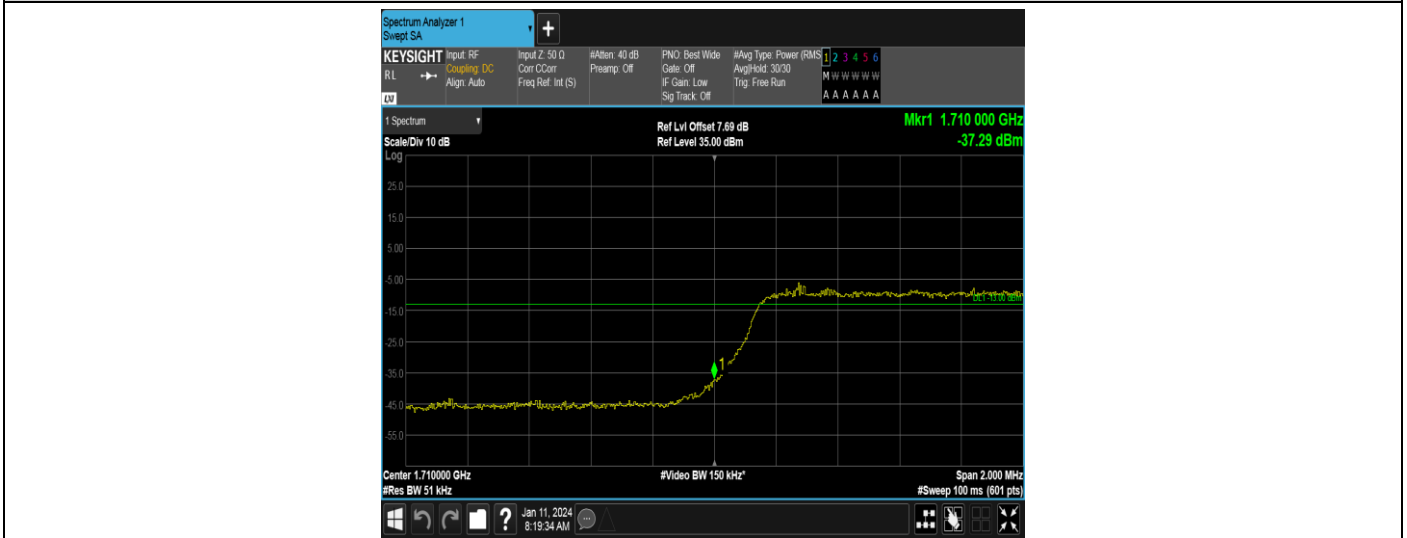 Spectrum Analyzer 1
Swept SA
+
KEYSIGHT
RL
LXI
Input: RF
Coupling: DC
Align: Auto
Input Z: 50 Ω
Corr CCorr
Freq Ref: Int (S)
#Atten: 40 dB
Preamp: Off
PNO: Best Wide
Gate: Off
IF Gain: Low
Sig Track: Off
#Avg Type: Power (RMS
Avg|Hold: 30/30
Trig: Free Run
1 2 3 4 5 6
M W W W W W
A A A A A A
1 Spectrum
Scale/Div 10 dB
Ref Lvl Offset 7.69 dB
Ref Level 35.00 dBm
Mkr1 1.710 000 GHz
-37.29 dBm
Log
25.0
15.0
5.00
-5.00
DL1 -13.00 dBm
-15.0
-25.0
1
-35.0
-45.0
-55.0
Center 1.710000 GHz
#Video BW 150 kHz*
Span 2.000 MHz
#Res BW 51 kHz
#Sweep 100 ms (601 pts)
?
Jan 11, 2024
8:19:34 AM